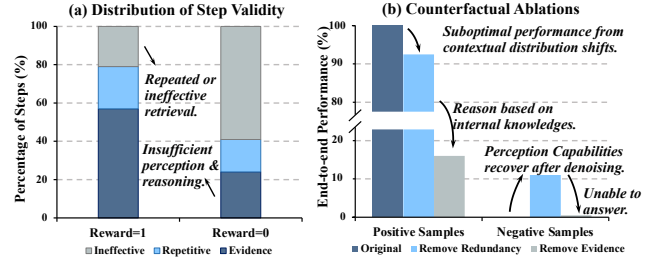 (a) Distribution of Step Validity
Percentage of Steps (%)
100
80
60
40
20
0
Repeated or
ineffective
retrieval.
Insufficient
perception &
reasoning.
Reward=1
Reward=0
Ineffective
Repetitive
Evidence
(b) Counterfactual Ablations
End-to-end Performance (%)
100
90
80
20
10
0
Suboptimal performance from
contextual distribution shifts.
Reason based on
internal knowledges.
Perception Capabilities
recover after denoising.
Unable to
answer.
Positive Samples
Negative Samples
Original
Remove Redundancy
Remove Evidence